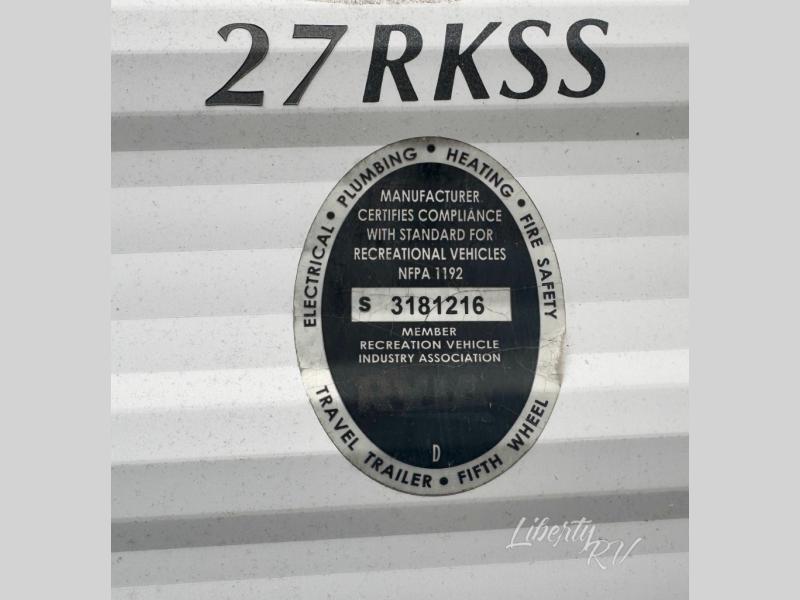 27RKSS
ELECTRICAL • PLUMBING • HEATING • FIRE SAFETY
MANUFACTURER
CERTIFIES COMPLIANCE
WITH STANDARD FOR
RECREATIONAL VEHICLES
NFPA 1192
S 3181216
MEMBER
RECREATION VEHICLE
INDUSTRY ASSOCIATION
D
TRAVEL TRAILER • FIFTH WHEEL
Liberty
RV